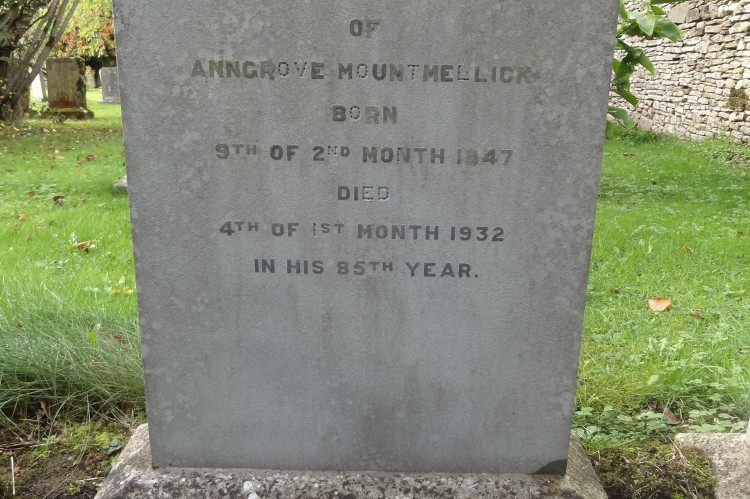 OF
ANNGROVE MOUNTMELLICK
BORN
9TH OF 2ND MONTH 1847
DIED
4TH OF 1ST MONTH 1932
IN HIS 85TH YEAR.